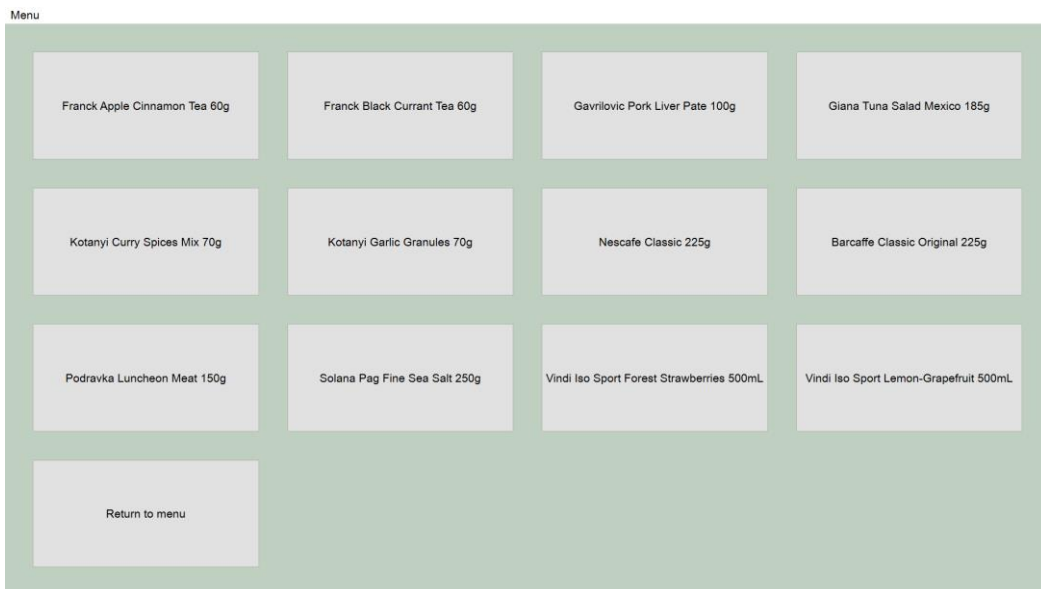 Menu
Franck Apple Cinnamon Tea 60g
Franck Black Currant Tea 60g
Gavrilovic Pork Liver Pate 100g
Giana Tuna Salad Mexico 185g
Kotanyi Curry Spices Mix 70g
Kotanyi Garlic Granules 70g
Nescafe Classic 225g
Barcaffe Classic Original 225g
Podravka Luncheon Meat 150g
Solana Pag Fine Sea Salt 250g
Vindi Iso Sport Forest Strawberries 500mL
Vindi Iso Sport Lemon-Grapefruit 500mL
Return to menu